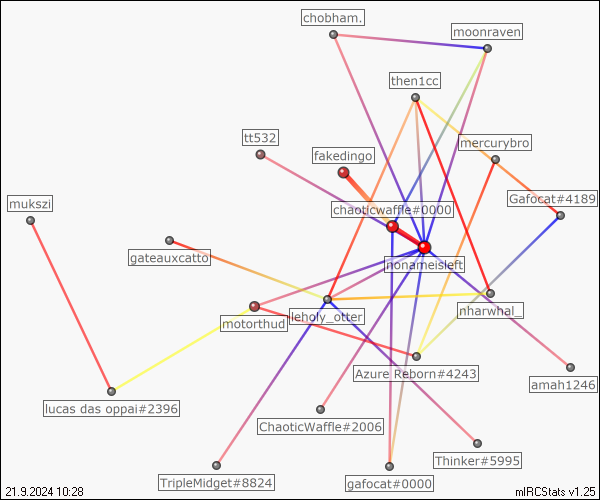 chobham.
moonraven
then1cc
tt532
mercurybro
fakedingo
mukszi
Gafocat#4189
chaoticwaffle#0000
gateauxcatto
nonameisleft
nharwhal_
leholy_otter
motorthud
Azure Reborn#4243
amah1246
lucas das oppai#2396
ChaoticWaffle#2006
Thinker#5995
TripleMidget#8824
gafocat#0000
21.9.2024 10:28
mIRCStats v1.25